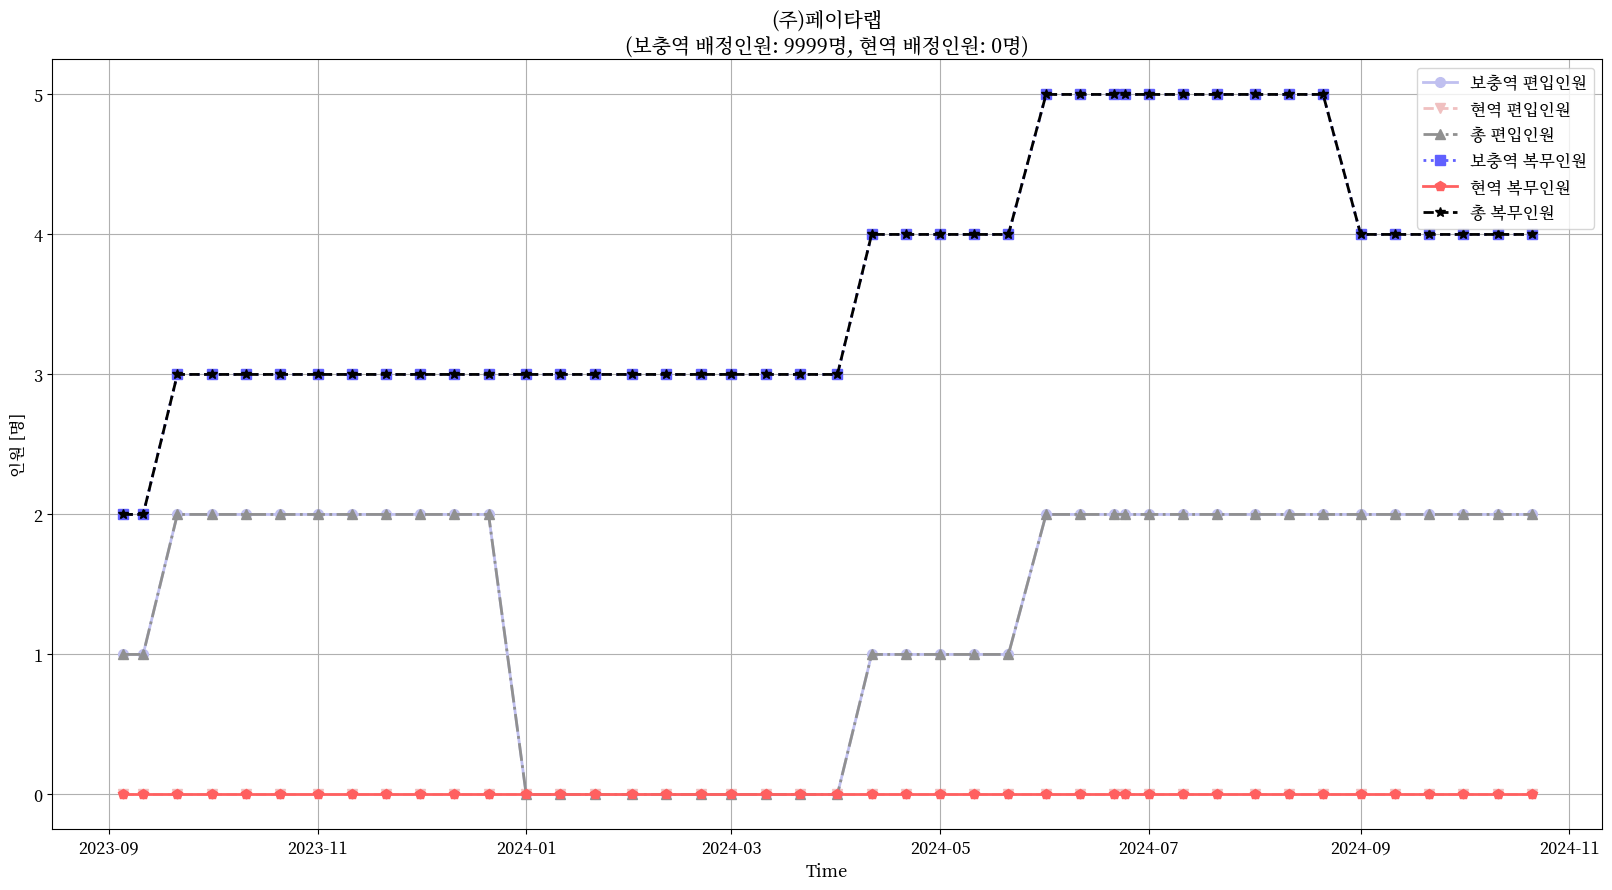 (주)페이타랩
(보충역 배정인원: 9999명, 현역 배정인원: 0명)
보충역 편입인원
현역 편입인원
총 편입인원
보충역 복무인원
현역 복무인원
총 복무인원
인원 [명]
5
4
3
2
1
0
2023-09 2023-11 2024-01 2024-03 2024-05 2024-07 2024-09 2024-11
Time